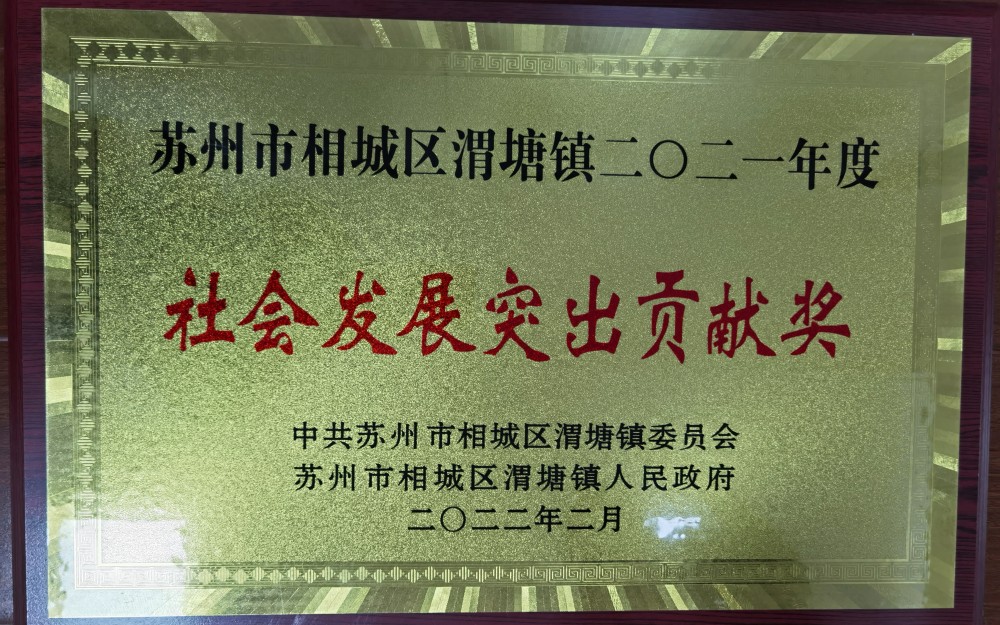 苏州市相城区渭塘镇二〇二一年度
社会发展突出贡献奖
中共苏州市相城区渭塘镇委员会
苏州市相城区渭塘镇人民政府
二〇二二年二月